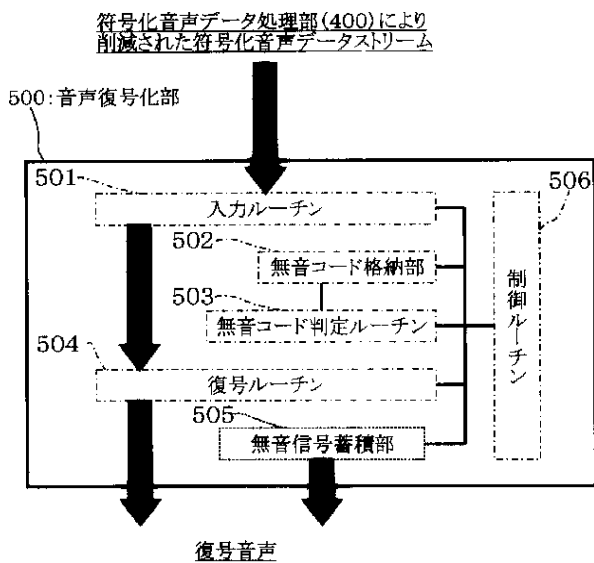 符号化音声データ処理部(400)により
削減された符号化音声データストリーム
500:音声復号化部
501
506
入力ルーチン
502
無音コード格納部
503
制御ルーチン
無音コード判定ルーチン
504
復号ルーチン
505
無音信号蓄積部
復号音声